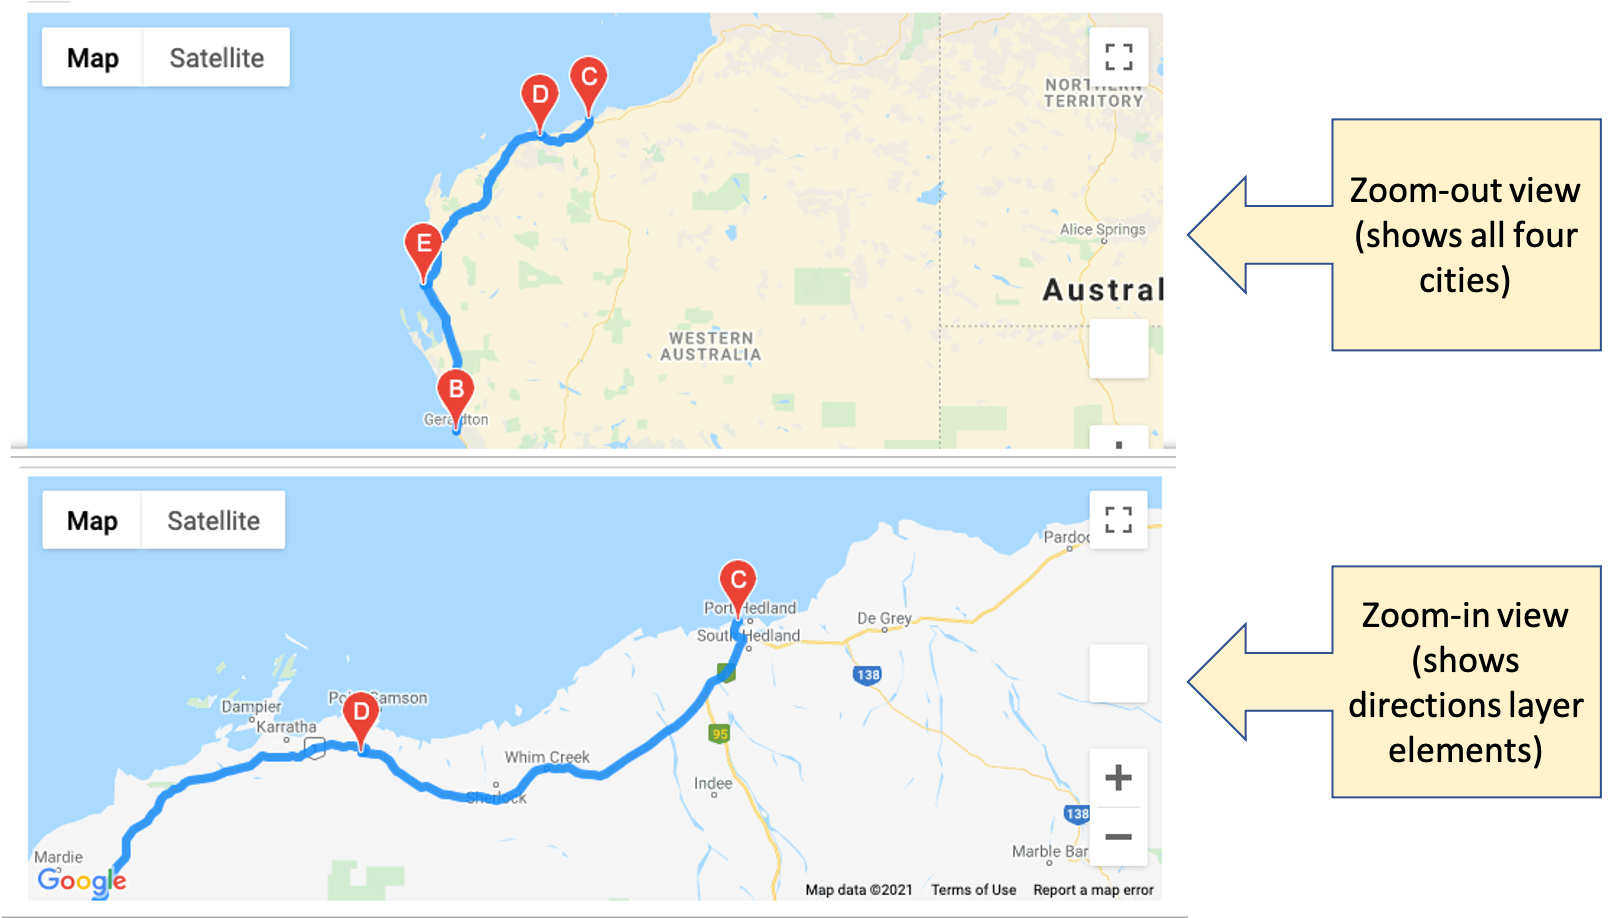 Map Satellite
D C
NORTHERN
TERRITORY
E
Alice Springs
Austral
WESTERN
AUSTRALIA
B
Geraldton
Zoom-out view
(shows all four
cities)
Map Satellite
Pardoo
C
Port Hedland
South Hedland
De Grey
138
D
Point Samson
Dampier
Karratha
1
95
Whim Creek
Indee
Sherlock
138
Marble Bar
Mardie
Google
Map data ©2021 Terms of Use Report a map error
Zoom-in view
(shows
directions layer
elements)